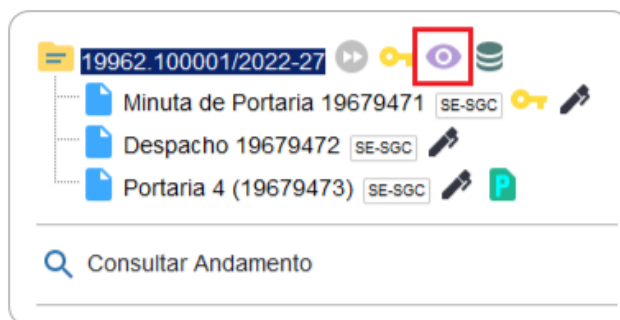 19962.100001/2022-27
Minuta de Portaria 19679471 SE-SGC
Despacho 19679472 SE-SGC
Portaria 4 (19679473) SE-SGC P
Consultar Andamento